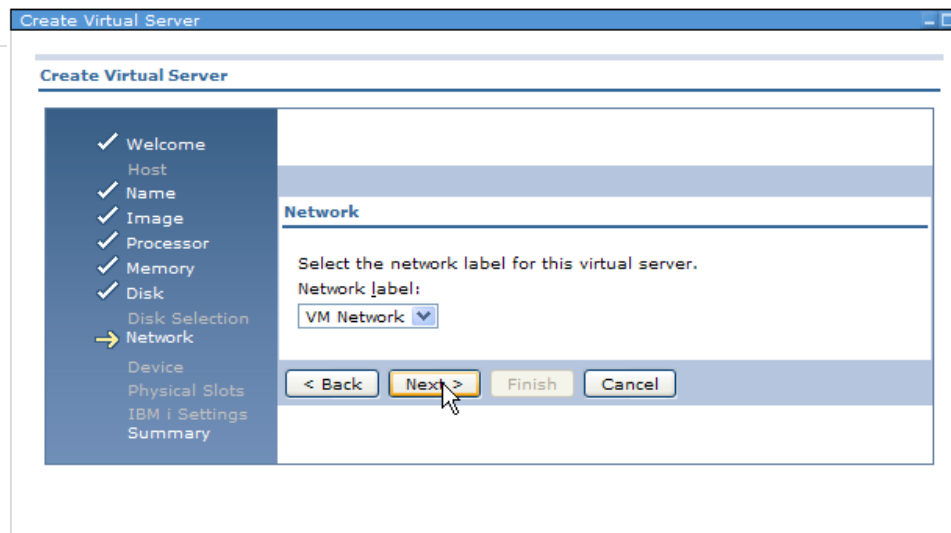 Create Virtual Server
Create Virtual Server
Welcome
Host
Name
Image
Processor
Memory
Disk
Disk Selection
Network
Device
Physical Slots
IBM i Settings
Summary
Network
Select the network label for this virtual server.
Network label:
VM Network
< Back Next > Finish Cancel